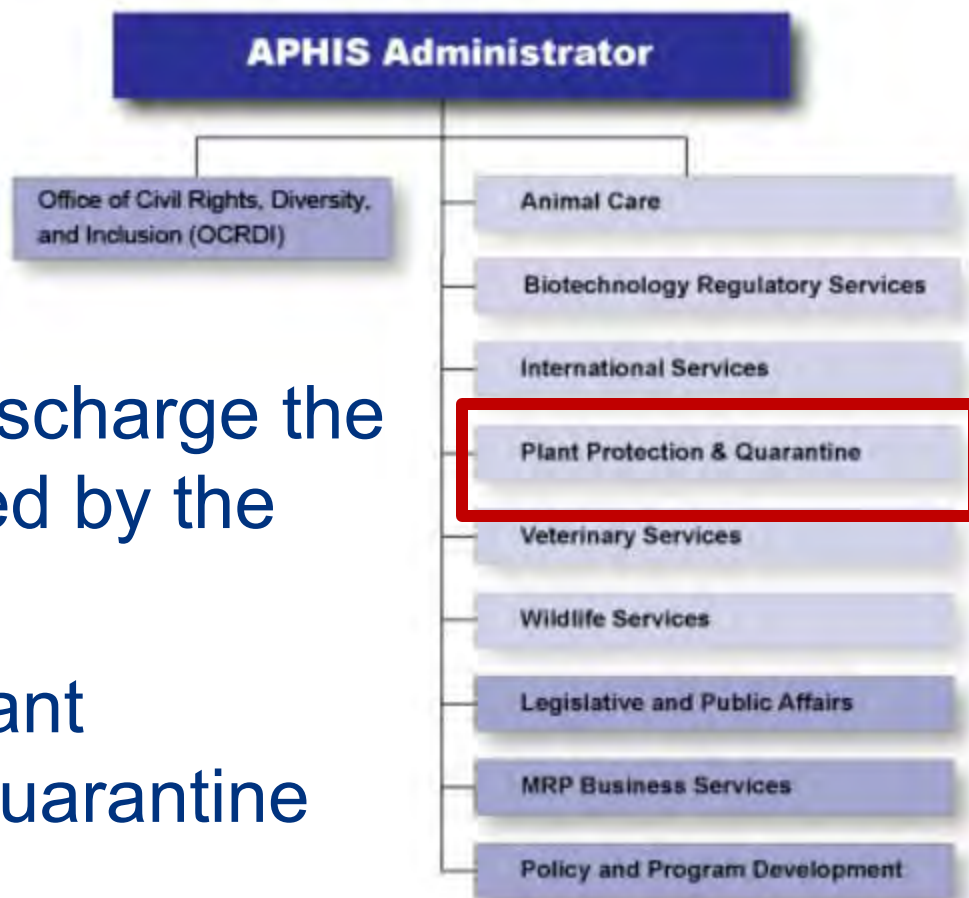 APHIS Administrator
Office of Civil Rights, Diversity,
and Inclusion (OCRDI)
Animal Care
Biotechnology Regulatory Services
International Services
Plant Protection & Quarantine
Veterinary Services
Wildlife Services
Legislative and Public Affairs
MRP Business Services
Policy and Program Development
scharge the
ed by the
ant
uarantine